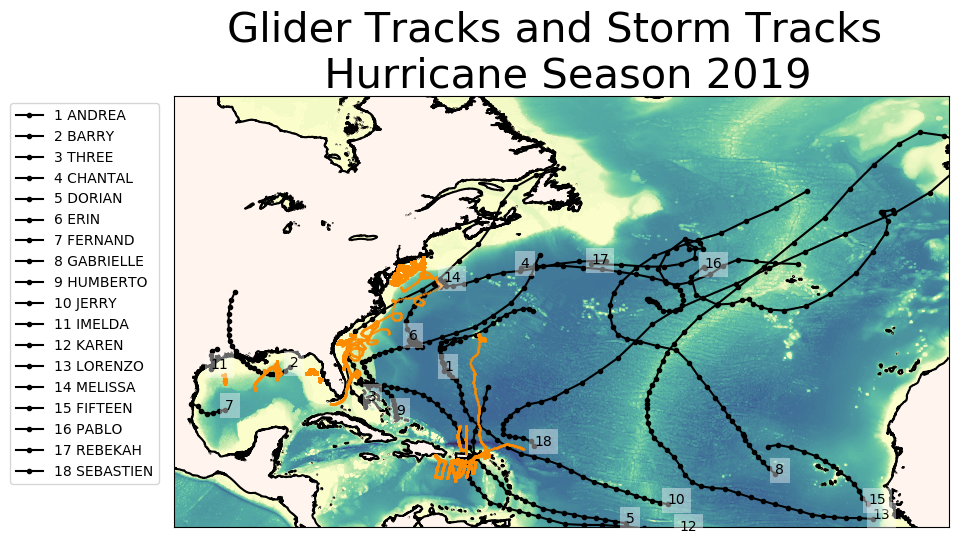 Glider Tracks and Storm Tracks
Hurricane Season 2019
1 ANDREA
2 BARRY
3 THREE
4 CHANTAL
5 DORIAN
6 ERIN
7 FERNAND
8 GABRIELLE
9 HUMBERTO
10 JERRY
11 IMELDA
12 KAREN
13 LORENZO
14 MELISSA
15 FIFTEEN
16 PABLO
17 REBEKAH
18 SEBASTIEN
17
4
16
14
6
2
11
1
3
7
9
18
8
10
15
5
13
12